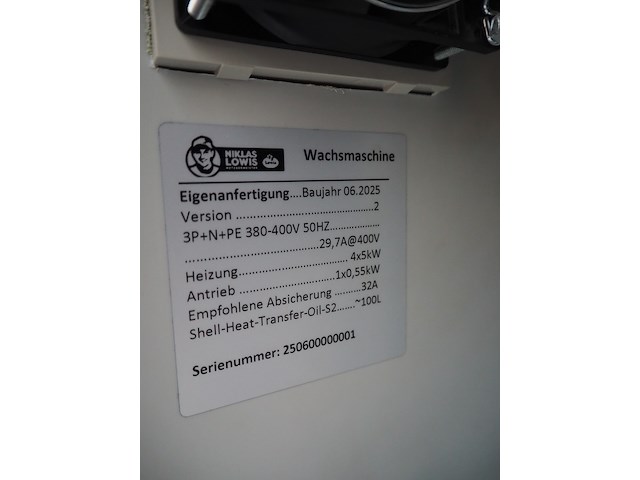 NIKLAS
LOWIS
Wachsmaschine
Eigenanfertigung....Baujahr 06.2025
Version ........................................2
3P+N+PE 380-400V 50HZ...............
.......................................29,7A@400V
Heizung................................4x5kW
Antrieb ............................1x0,55kW
Empfohlene Absicherung ..........32A
Shell-Heat-Transfer-Oil-S2......~100L
Serienummer: 250600000001